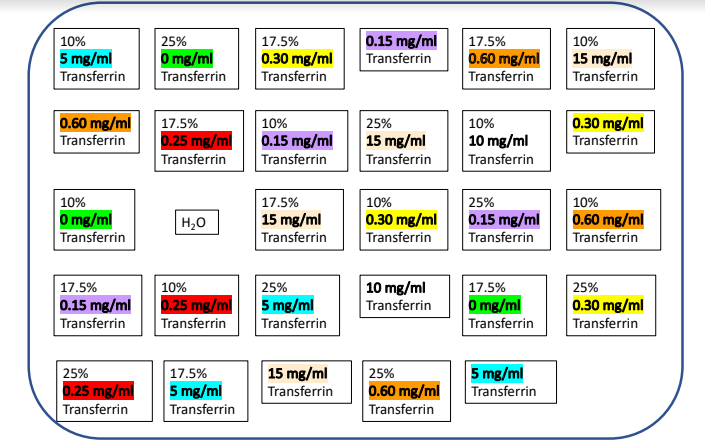 10%
5 mg/ml
Transferrin
25%
0 mg/ml
Transferrin
17.5%
0.30 mg/ml
Transferrin
0.15 mg/ml
Transferrin
17.5%
0.60 mg/ml
Transferrin
10%
15 mg/ml
Transferrin
0.60 mg/ml
Transferrin
17.5%
0.25 mg/ml
Transferrin
10%
0.15 mg/ml
Transferrin
25%
15 mg/ml
Transferrin
10%
10 mg/ml
Transferrin
0.30 mg/ml
Transferrin
10%
0 mg/ml
Transferrin
H₂O
17.5%
15 mg/ml
Transferrin
10%
0.30 mg/ml
Transferrin
25%
0.15 mg/ml
Transferrin
10%
0.60 mg/ml
Transferrin
17.5%
0.15 mg/ml
Transferrin
10%
0.25 mg/ml
Transferrin
25%
5 mg/ml
Transferrin
10 mg/ml
Transferrin
17.5%
0 mg/ml
Transferrin
25%
0.30 mg/ml
Transferrin
25%
0.25 mg/ml
Transferrin
17.5%
5 mg/ml
Transferrin
15 mg/ml
Transferrin
25%
0.60 mg/ml
Transferrin
5 mg/ml
Transferrin